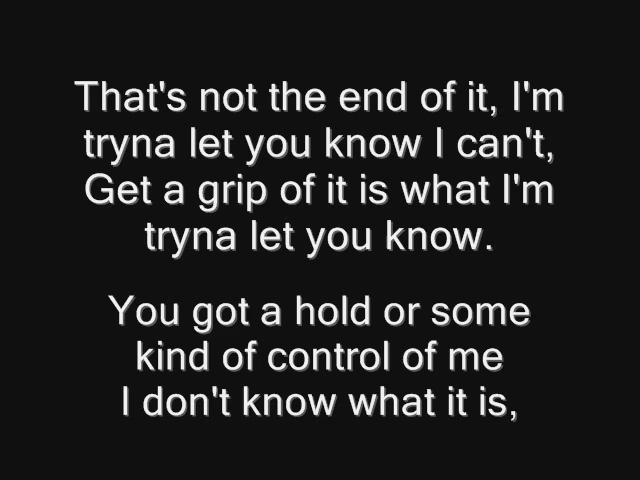 That's not the end of it, I'm
tryna let you know I can't,
Get a grip of it is what I'm
tryna let you know.
You got a hold or some
kind of control of me
I don't know what it is,